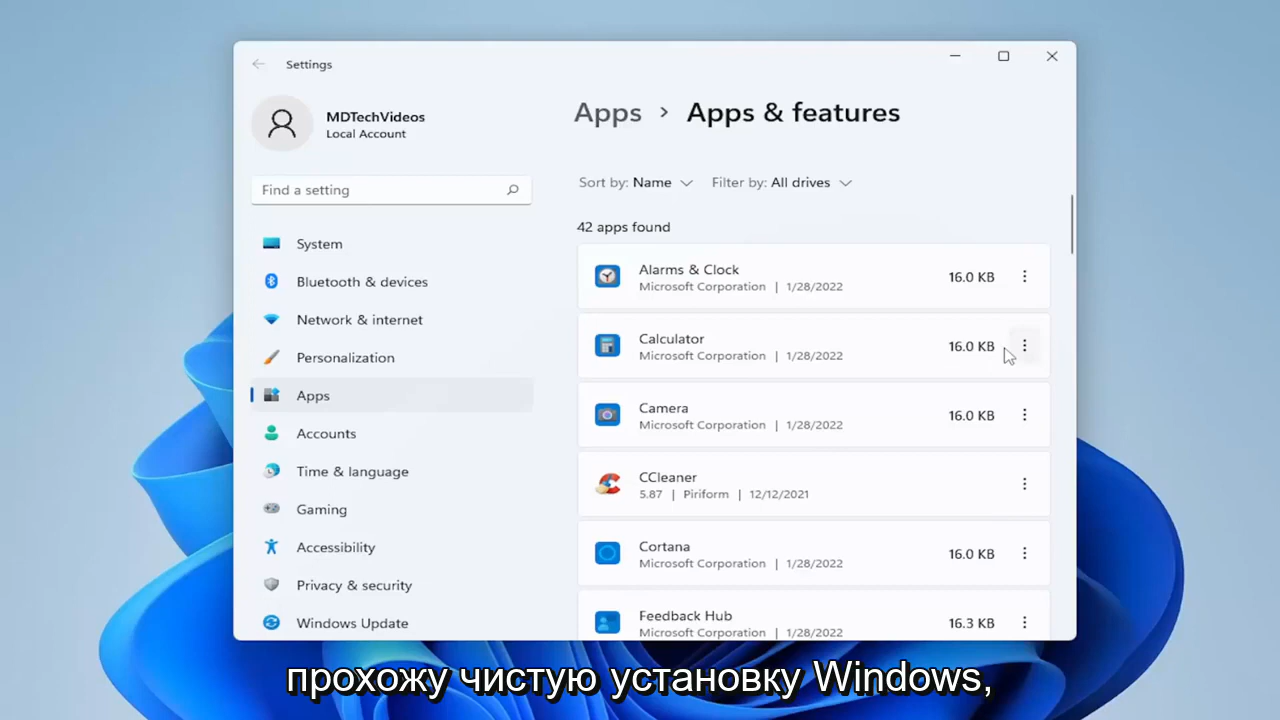 Settings
MDTechVideos
Local Account
Find a setting
System
Bluetooth & devices
Network & internet
Personalization
Apps
Accounts
Time & language
Gaming
Accessibility
Privacy & security
Windows Update
Apps > Apps & features
Sort by: Name Filter by: All drives
42 apps found
Alarms & Clock
Microsoft Corporation | 1/28/2022
16.0 KB
Calculator
Microsoft Corporation | 1/28/2022
16.0 KB
Camera
Microsoft Corporation | 1/28/2022
16.0 KB
CCleaner
5.87 | Piriform | 12/12/2021
Cortana
Microsoft Corporation | 1/28/2022
16.0 KB
Feedback Hub
Microsoft Corporation | 1/28/2022
16.3 KB
прохожу чистую установку Windows,